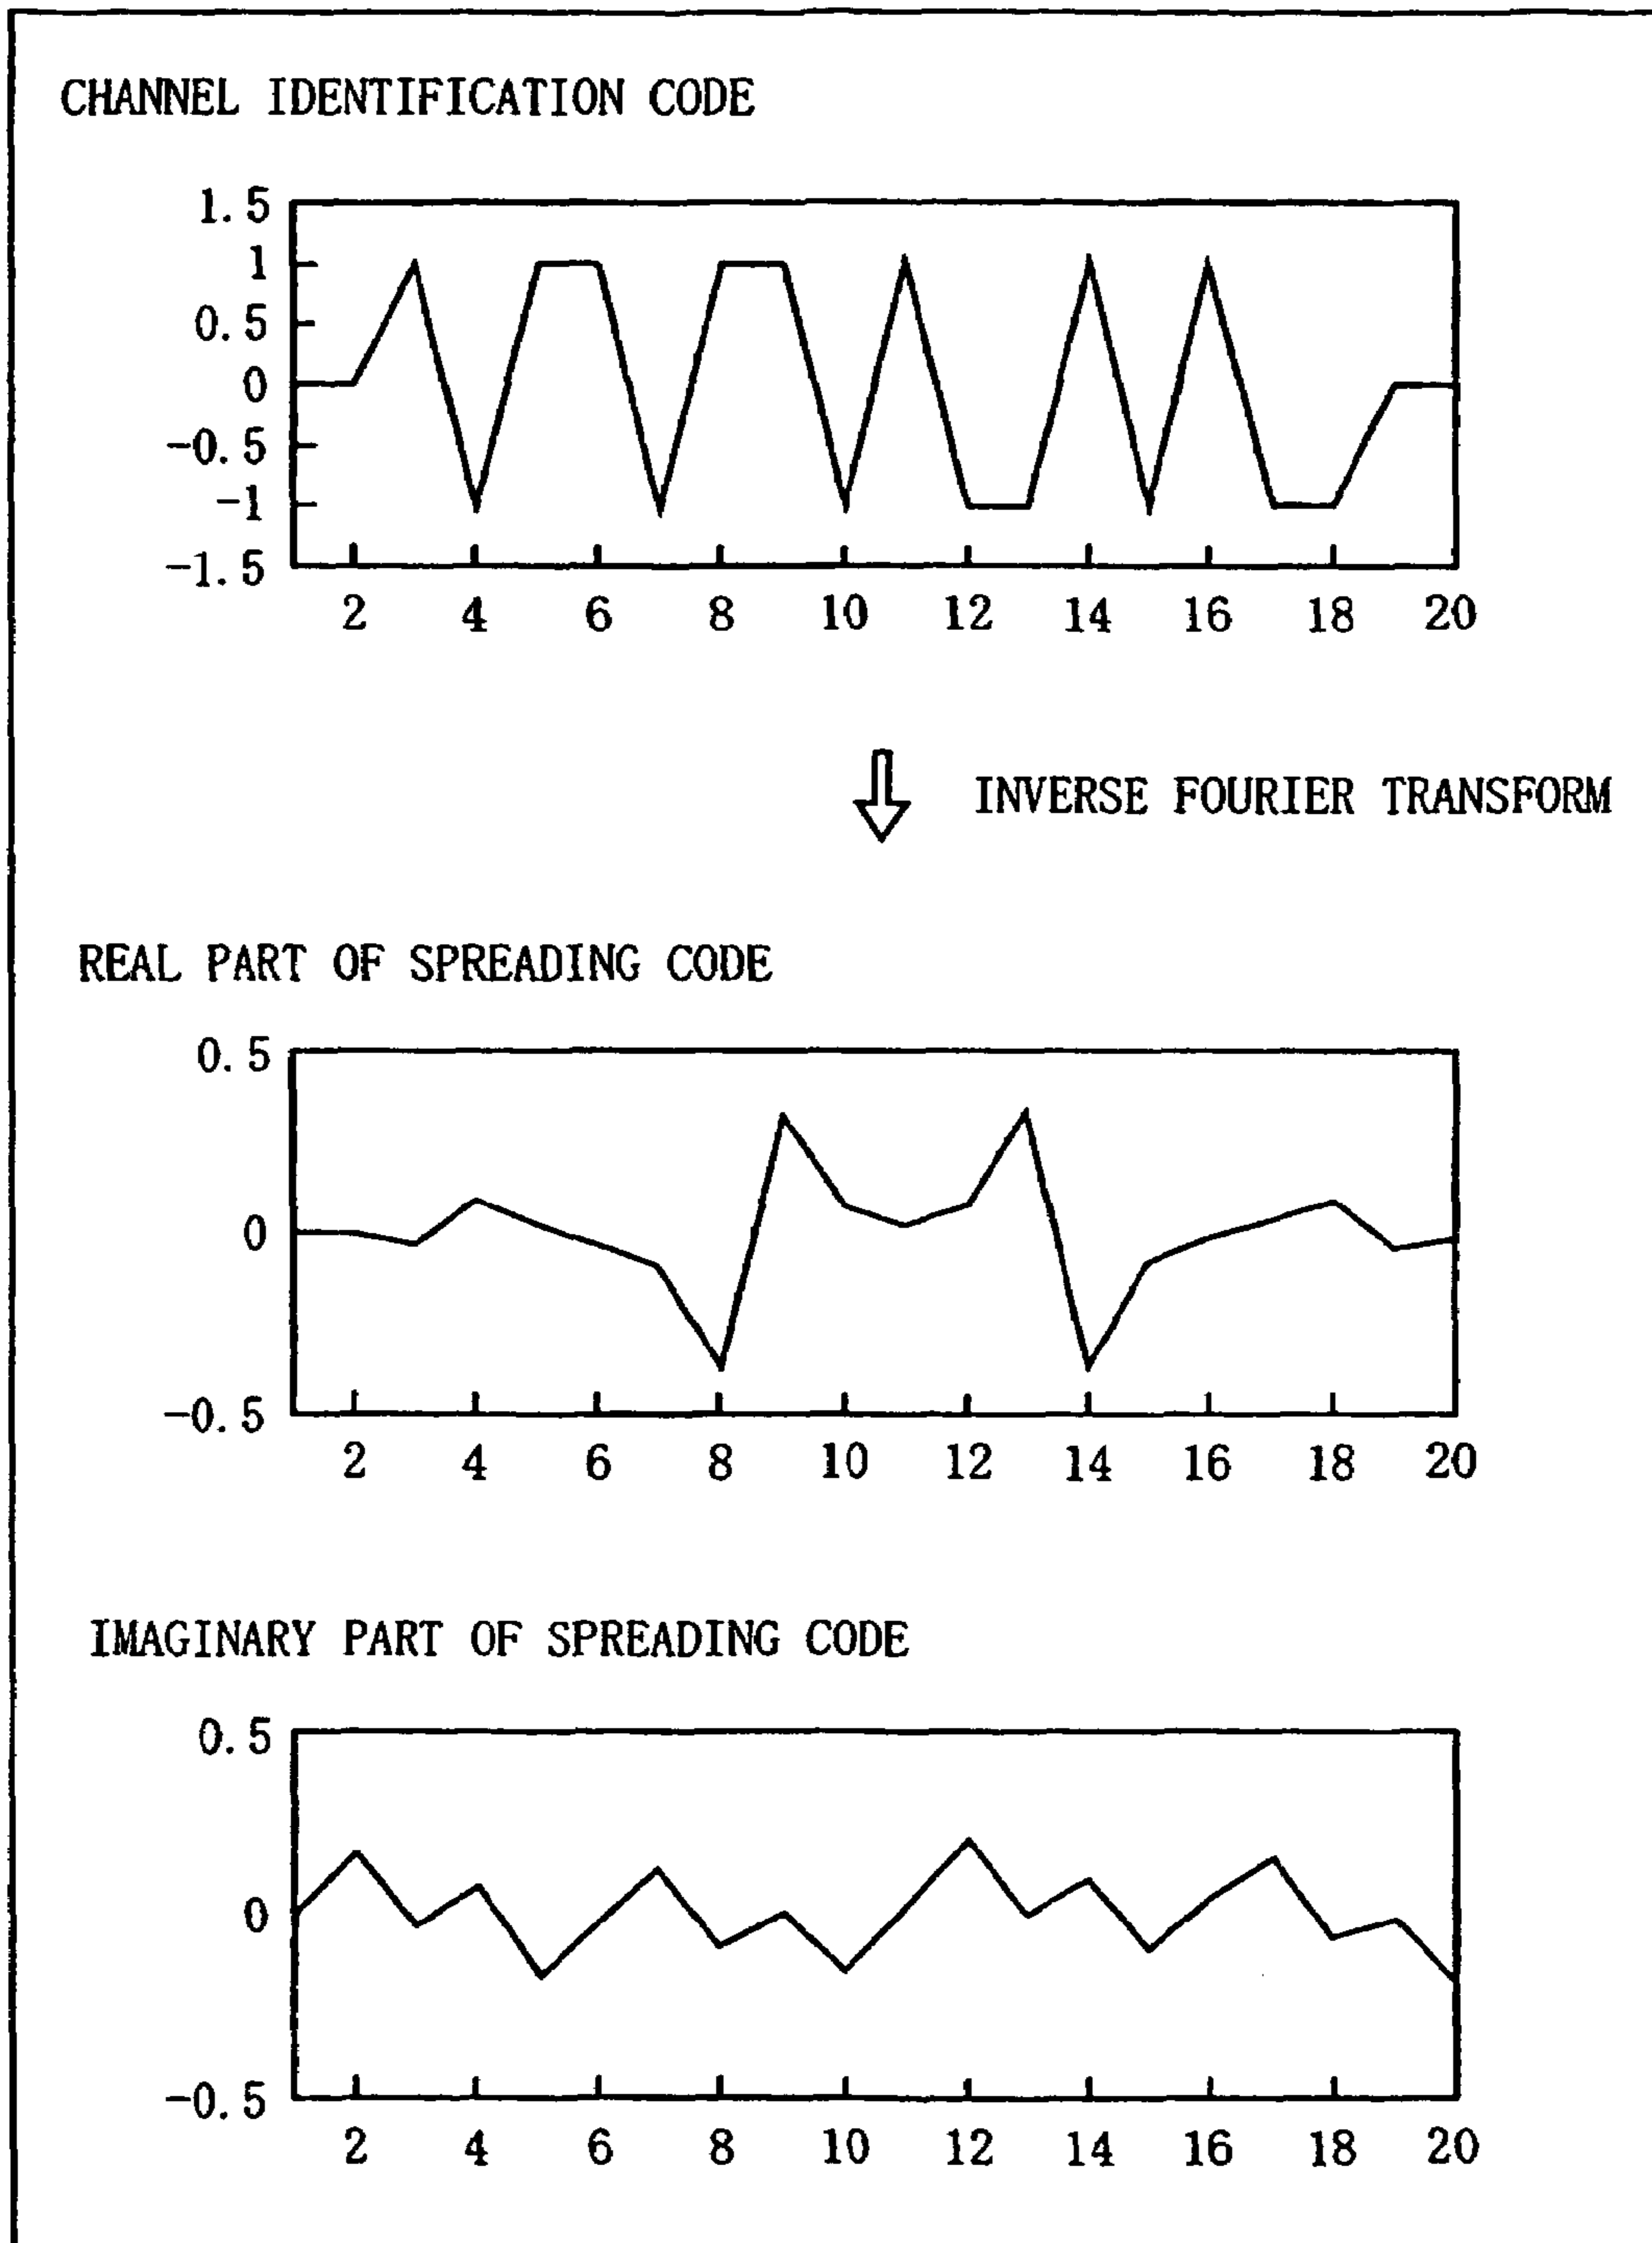 CHANNEL IDENTIFICATION CODE
1.5
1
0.5
0
-0.5
-1
-1.5
2 4 6 8 10 12 14 16 18 20
INVERSE FOURIER TRANSFORM
REAL PART OF SPREADING CODE
0.5
0
-0.5
2 4 6 8 10 12 14 16 18 20
IMAGINARY PART OF SPREADING CODE
0.5
0
-0.5
2 4 6 8 10 12 14 16 18 20